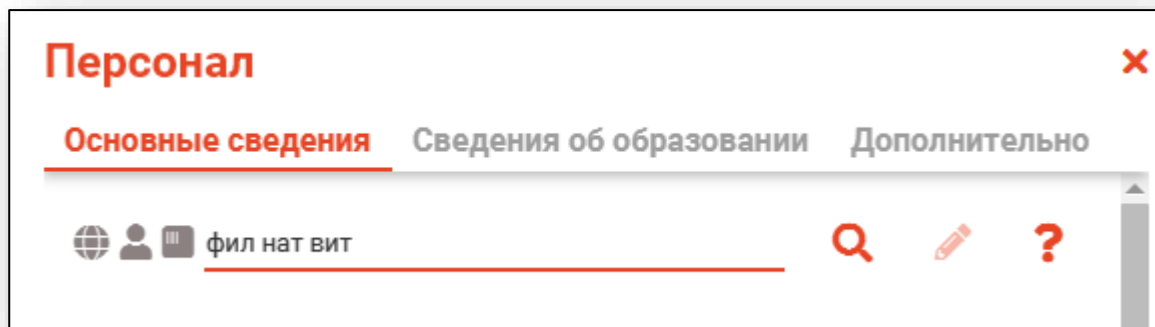 Персонал
Основные сведения Сведения об образовании Дополнительно
фил нат вит